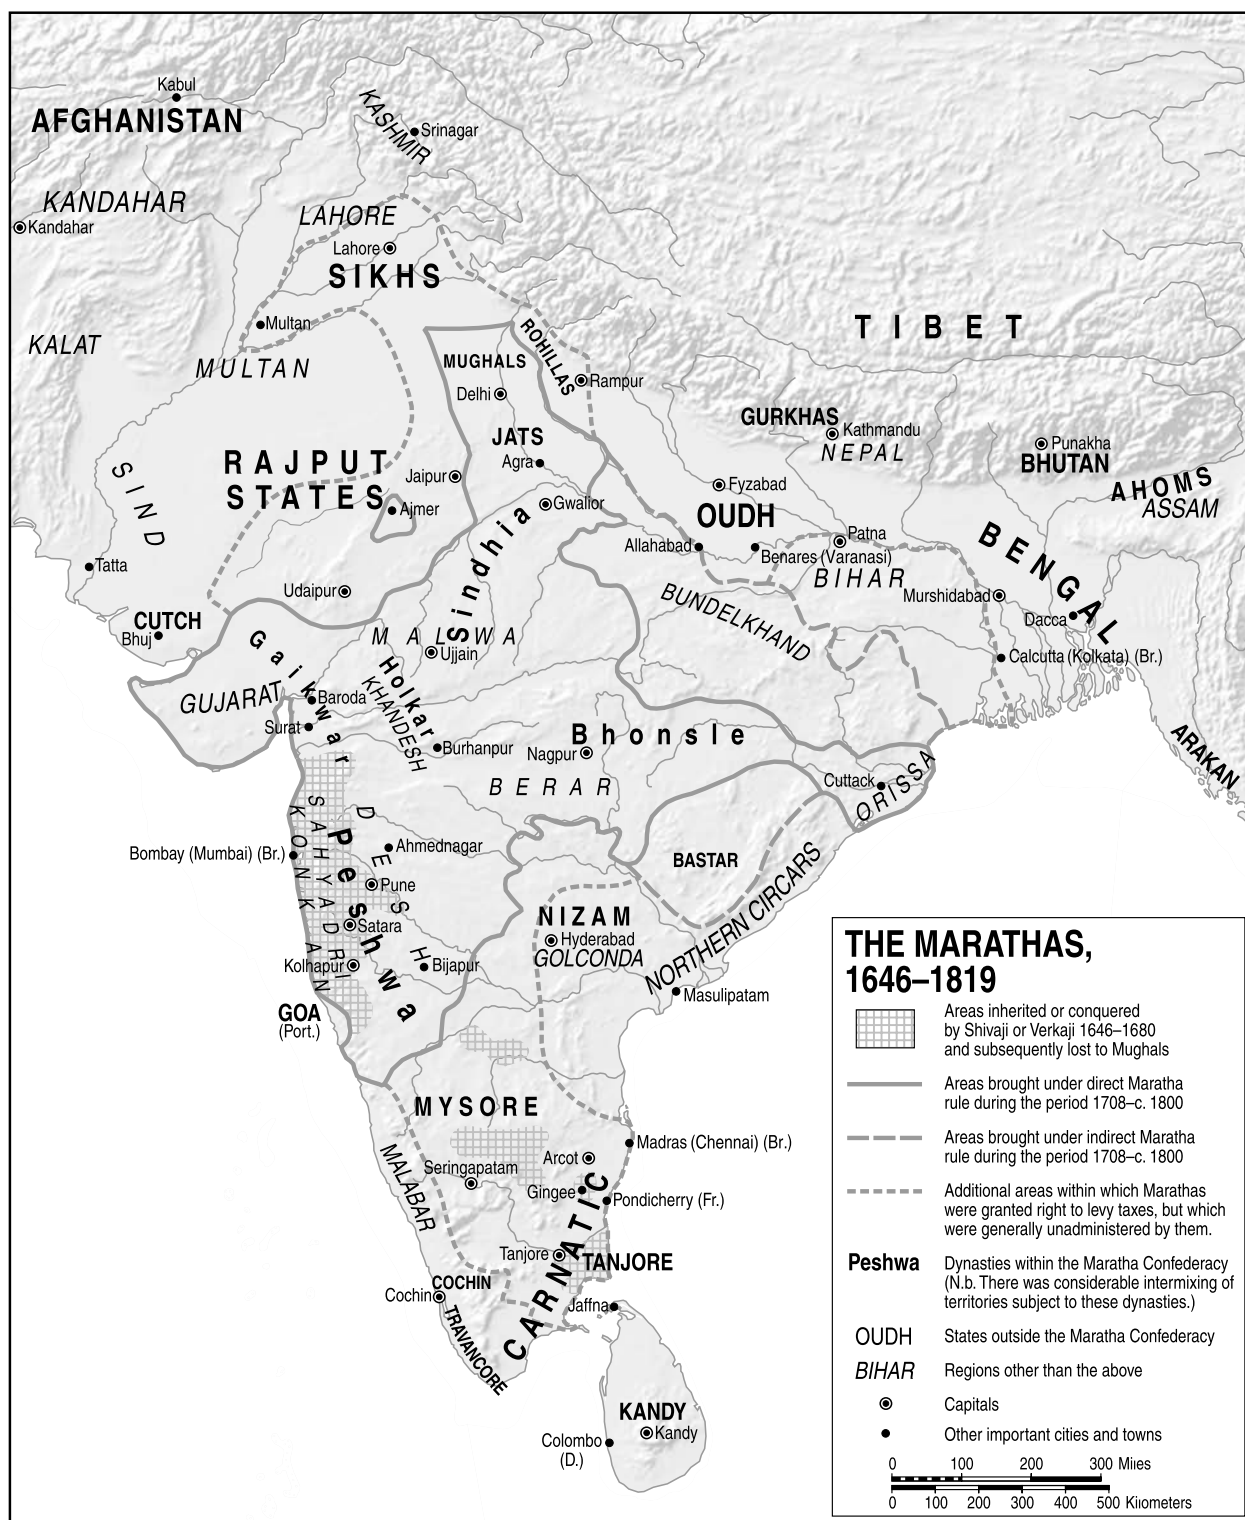 Kabul
AFGHANISTAN
KASHMIR
Srinagar
KANDAHAR
Kandahar
LAHORE
Lahore
SIKHS
Multan
MULTAN
KALAT
TIBET
MUGHALS
Delhi
ROHILLAS
Rampur
GURKHAS
Kathmandu
NEPAL
Punakha
BHUTAN
JATS
Agra
RAJPUT
STATES
Jaipur
Ajmer
Gwalior
Fyzabad
OUDH
AHOMS
ASSAM
SIND
Tatta
Sindhia
Allahabad
Benares (Varanasi)
Patna
BIHAR
BENGAL
Udaipur
BUNDELKHAND
Murshidabad
Dacca
CUTCH
Bhuj
MALWA
Ujjain
Calcutta (Kolkata) (Br.)
Gaikwar
GUJARAT
Baroda
Surat
Holkar
KHANDESH
Burhanpur
Bhonsle
Nagpur
BERAR
Cuttack
ORISSA
ARAKAN
SAHYADRI
KONKAN
DESH
Peshwa
Bombay (Mumbai) (Br.)
Ahmednagar
Pune
Satara
Kolhapur
Bijapur
BASTAR
NORTHERN CIRCARS
NIZAM
Hyderabad
GOLCONDA
Masulipatam
GOA
(Port.)
MYSORE
Madras (Chennai) (Br.)
MALABAR
Seringapatam
Arcot
Gingee
Pondicherry (Fr.)
CARNATIC
Tanjore
TANJORE
COCHIN
Cochin
TRAVANCORE
Jaffna
KANDY
Kandy
Colombo
(D.)
THE MARATHAS,
1646–1819
Areas inherited or conquered
by Shivaji or Verkaji 1646–1680
and subsequently lost to Mughals
Areas brought under direct Maratha
rule during the period 1708–c. 1800
Areas brought under indirect Maratha
rule during the period 1708–c. 1800
Additional areas within which Marathas
were granted right to levy taxes, but which
were generally unadministered by them.
Peshwa Dynasties within the Maratha Confederacy
(N.b. There was considerable intermixing of
territories subject to these dynasties.)
OUDH States outside the Maratha Confederacy
BIHAR Regions other than the above
Capitals
Other important cities and towns
0 100 200 300 Miles
0 100 200 300 400 500 Kilometers